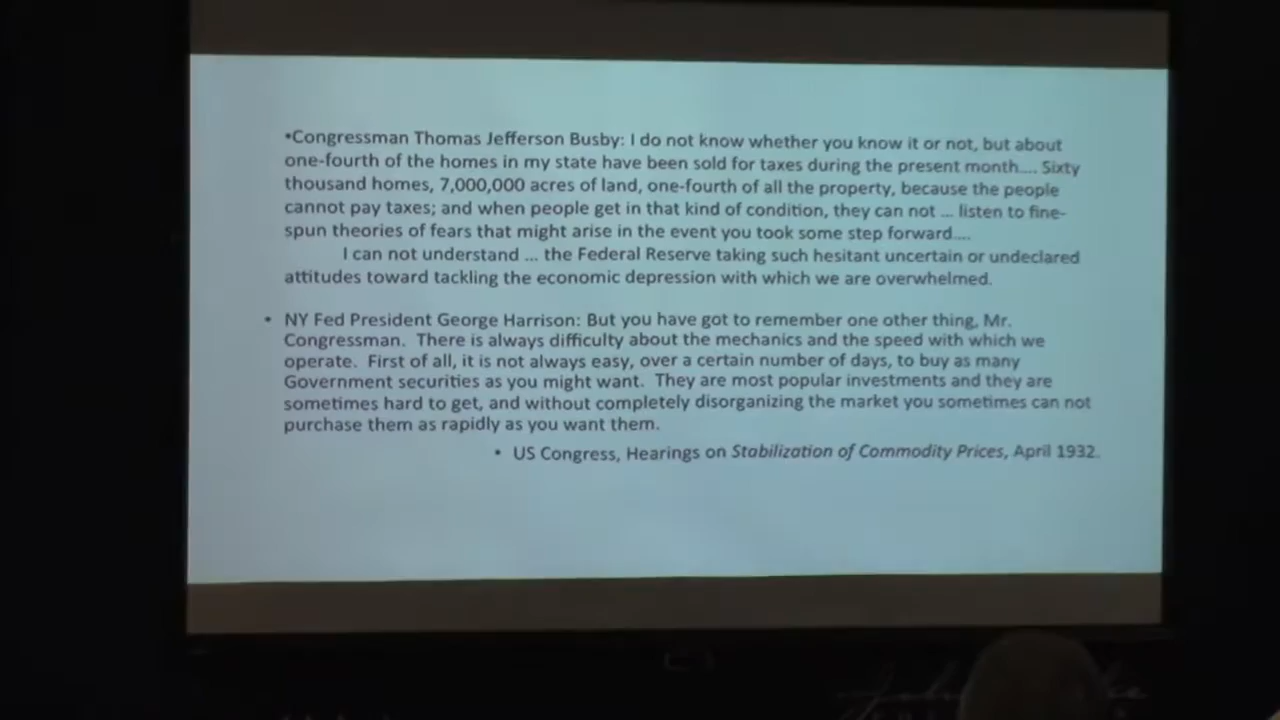 •Congressman Thomas Jefferson Busby: I do not know whether you know it or not, but about
one-fourth of the homes in my state have been sold for taxes during the present month.... Sixty
thousand homes, 7,000,000 acres of land, one-fourth of all the property, because the people
cannot pay taxes; and when people get in that kind of condition, they can not ... listen to fine-
spun theories of fears that might arise in the event you took some step forward....
I can not understand ... the Federal Reserve taking such hesitant uncertain or undeclared
attitudes toward tackling the economic depression with which we are overwhelmed.
• NY Fed President George Harrison: But you have got to remember one other thing, Mr.
Congressman. There is always difficulty about the mechanics and the speed with which we
operate. First of all, it is not always easy, over a certain number of days, to buy as many
Government securities as you might want. They are most popular investments and they are
sometimes hard to get, and without completely disorganizing the market you sometimes can not
purchase them as rapidly as you want them.
• US Congress, Hearings on Stabilization of Commodity Prices, April 1932.